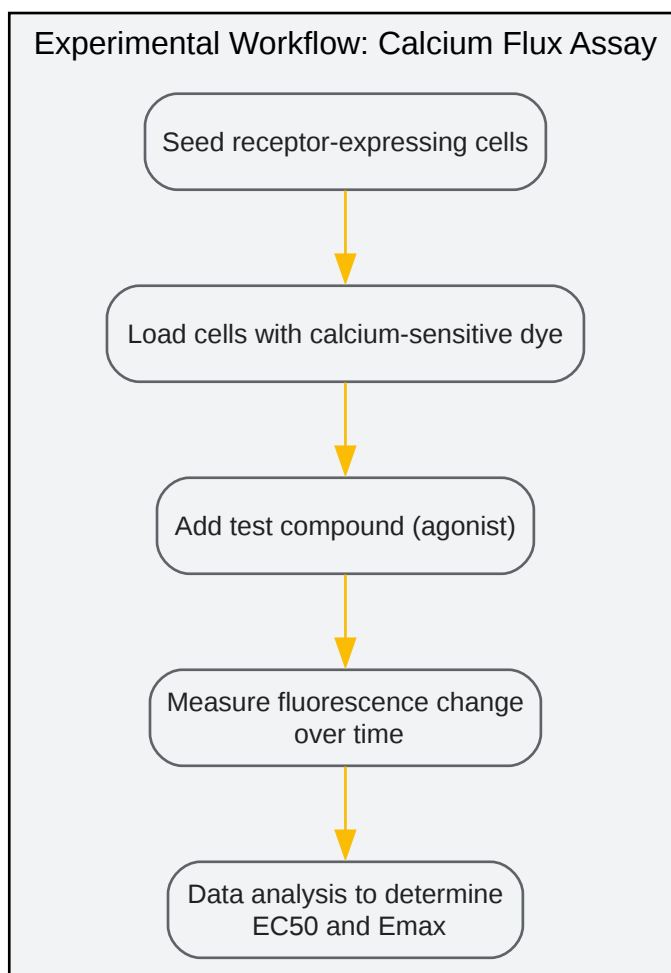 Experimental Workflow: Calcium Flux Assay
Seed receptor-expressing cells
Load cells with calcium-sensitive dye
Add test compound (agonist)
Measure fluorescence change
over time
Data analysis to determine
EC50 and Emax